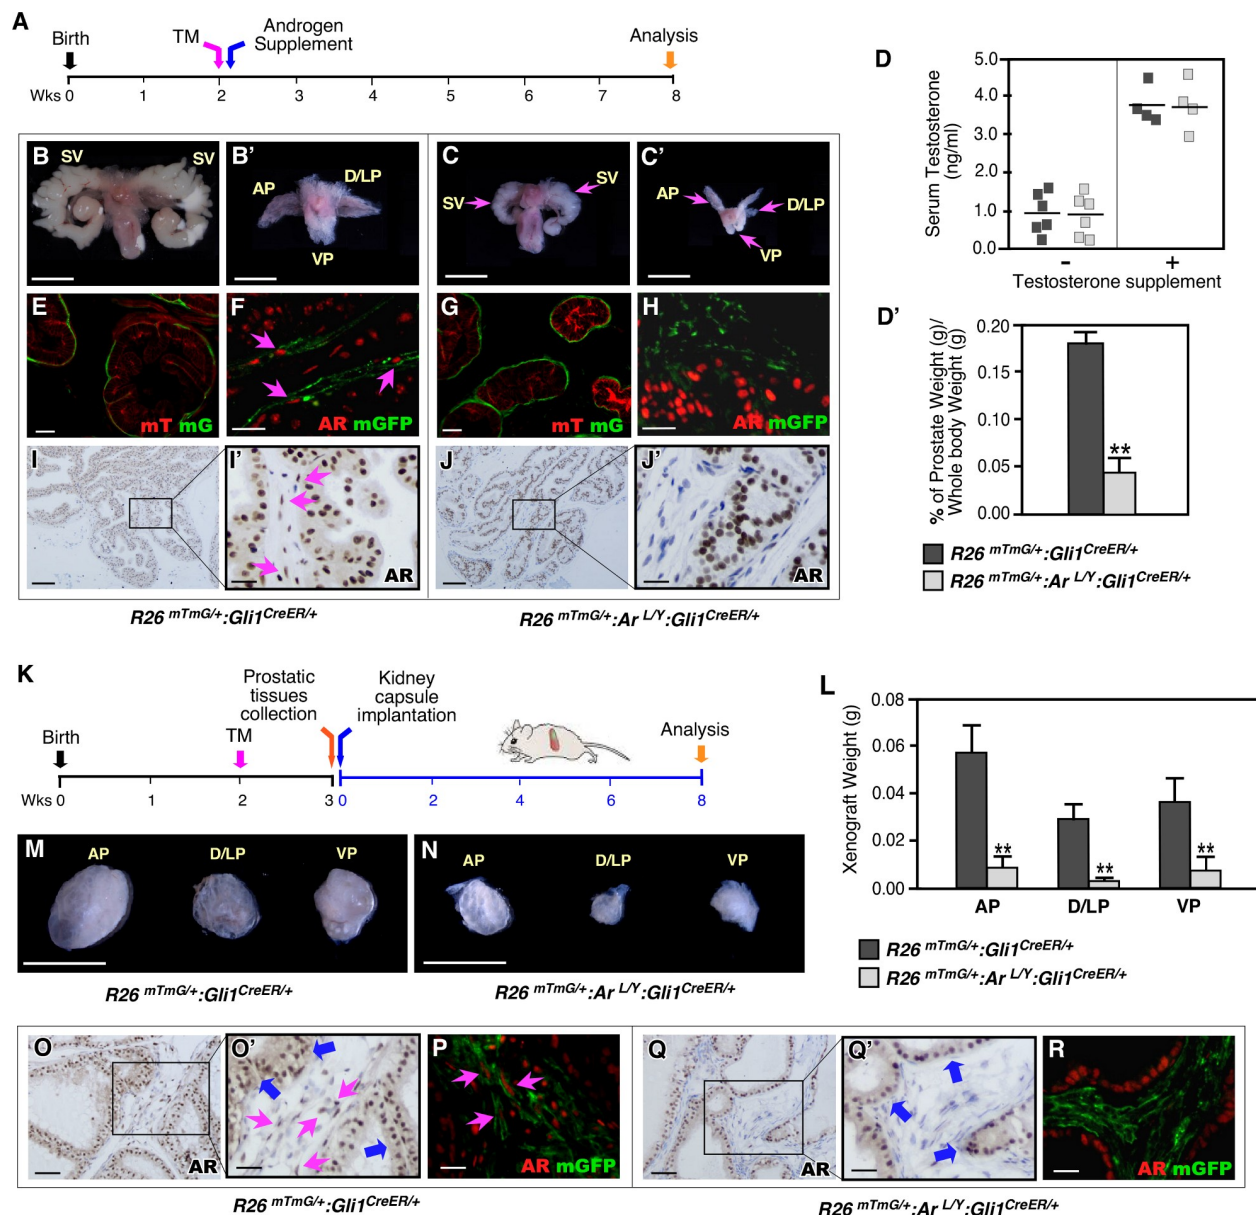 A
Birth
TM
Androgen
Supplement
Analysis
Wks 0 1 2 3 4 5 6 7 8
B
SV
SV
B'
AP
D/LP
VP
C
SV
SV
C'
AP
D/LP
VP
E
mT mG
F
AR mGFP
G
mT mG
H
AR mGFP
I
I'
AR
J
J'
AR
R26 mTmG/+:Gli1CreER/+
R26 mTmG/+:Ar L/Y:Gli1CreER/+
D
Serum Testosterone
(ng/ml)
5.0
4.0
3.0
2.0
1.0
0.0
- +
Testosterone supplement
D'
% of Prostate Weight (g)/
Whole body Weight (g)
0.20
0.15
0.10
0.05
0.00
**
R26 mTmG/+:Gli1CreER/+
R26 mTmG/+:Ar L/Y:Gli1CreER/+
K
Birth
TM
Prostatic
tissues
collection
Kidney
capsule
implantation
Analysis
Wks 0 1 2 3 0 2 4 6 8
L
Xenograft Weight (g)
0.08
0.06
0.04
0.02
0.00
** ** **
AP D/LP VP
R26 mTmG/+:Gli1CreER/+
R26 mTmG/+:Ar L/Y:Gli1CreER/+
M
AP D/LP VP
N
AP D/LP VP
R26 mTmG/+:Gli1CreER/+
R26 mTmG/+:Ar L/Y:Gli1CreER/+
O
AR
O'
P
AR mGFP
Q
AR
Q'
R
AR mGFP
R26 mTmG/+:Gli1CreER/+
R26 mTmG/+:Ar L/Y:Gli1CreER/+